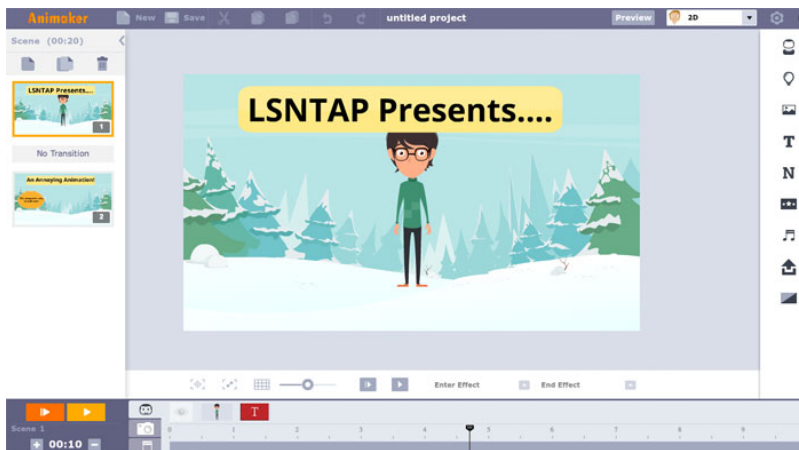 Animaker New Save untitled project Preview 2D
Scene (00:20)
LSNTAP Presents....
1
No Transition
An Annoying Animation!
2
LSNTAP Presents....
T
N
Enter Effect End Effect
T
Scene 1
0 1 2 3 4 5 6 7 8 9
00:10